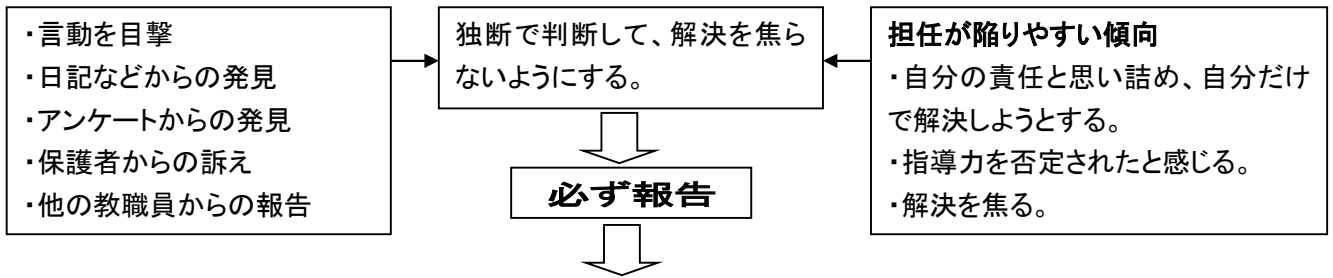 ・言動を目撃
・日記などからの発見
・アンケートからの発見
・保護者からの訴え
・他の教職員からの報告
独断で判断して、解決を焦ら
ないようにする。
必ず報告
担任が陥りやすい傾向
・自分の責任と思い詰め、自分だけ
で解決しようとする。
・指導力を否定されたと感じる。
・解決を焦る。